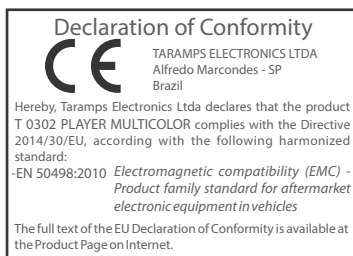 Declaration of Conformity
CE
TARAMPS ELECTRONICS LTDA
Alfredo Marcondes - SP
Brazil
Hereby, Taramps Electronics Ltda declares that the product
T 0302 PLAYER MULTICOLOR complies with the Directive
2014/30/EU, according with the following harmonized
standard:
-EN 50498:2010 Electromagnetic compatibility (EMC) -
Product family standard for aftermarket
electronic equipment in vehicles
The full text of the EU Declaration of Conformity is available at
the Product Page on Internet.